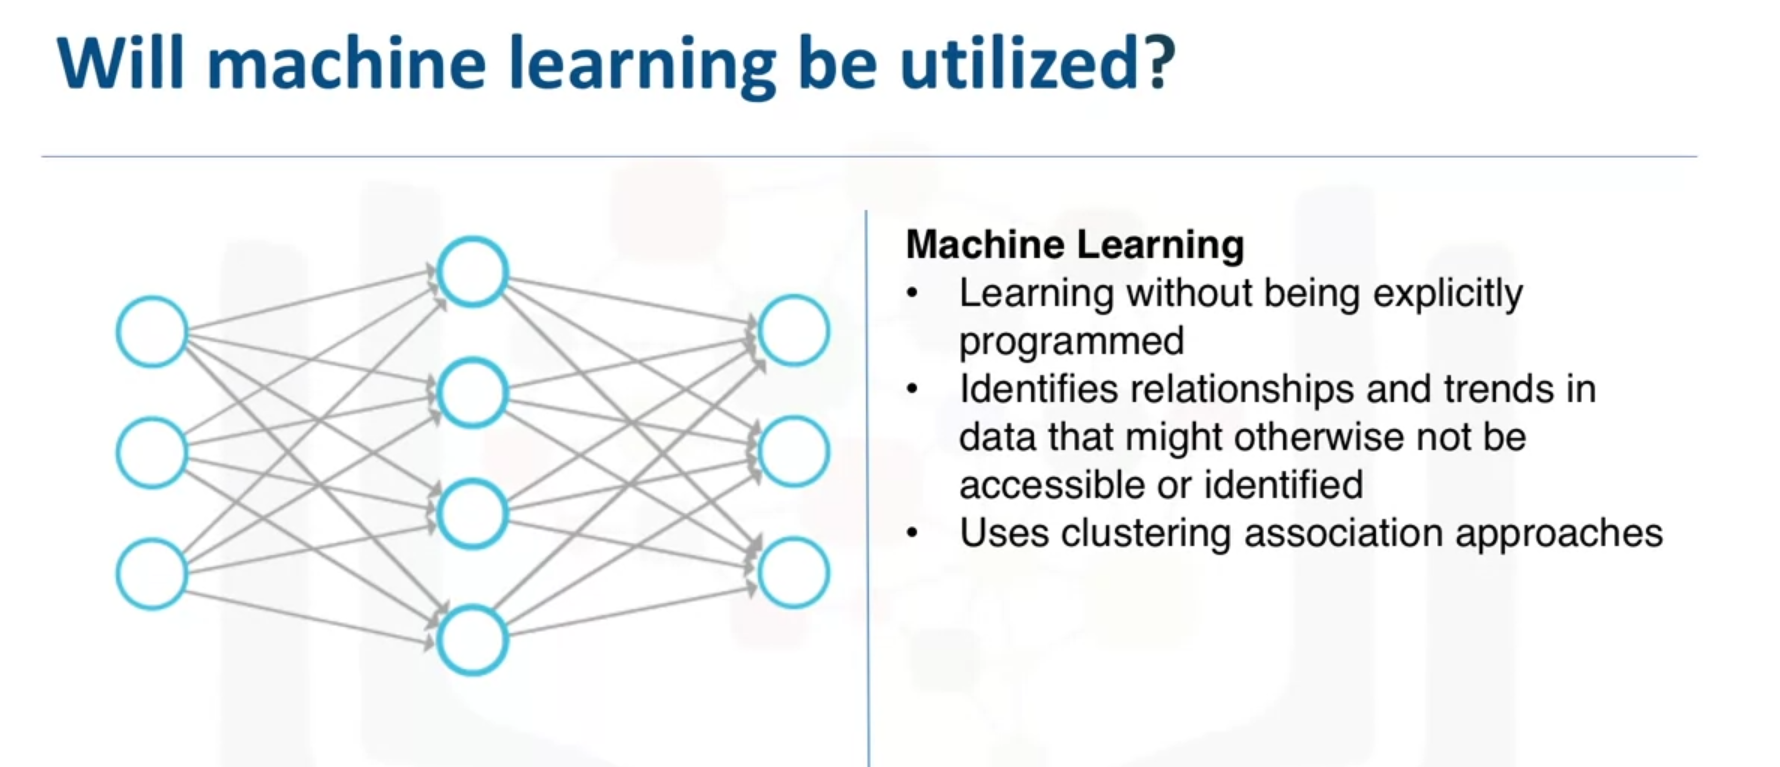 Will machine learning be utilized?
Machine Learning
• Learning without being explicitly
programmed
• Identifies relationships and trends in
data that might otherwise not be
accessible or identified
• Uses clustering association approaches